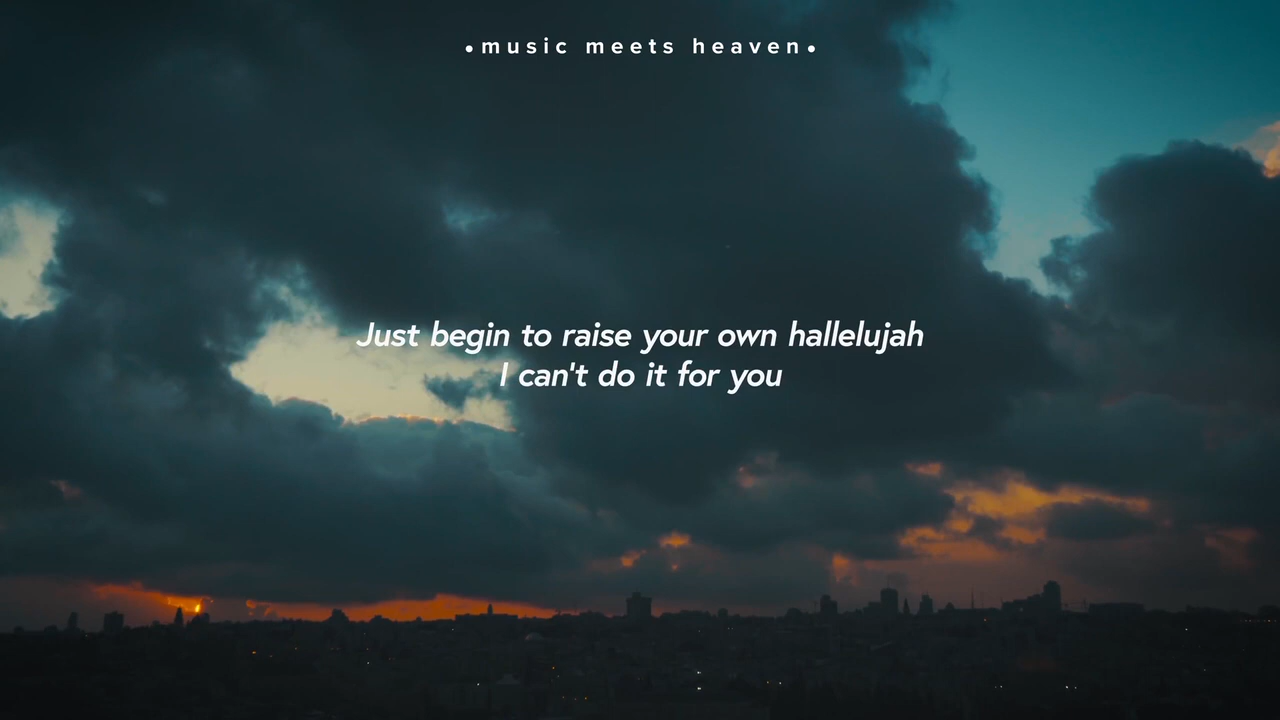 •music meets heaven•
Just begin to raise your own hallelujah
I can't do it for you